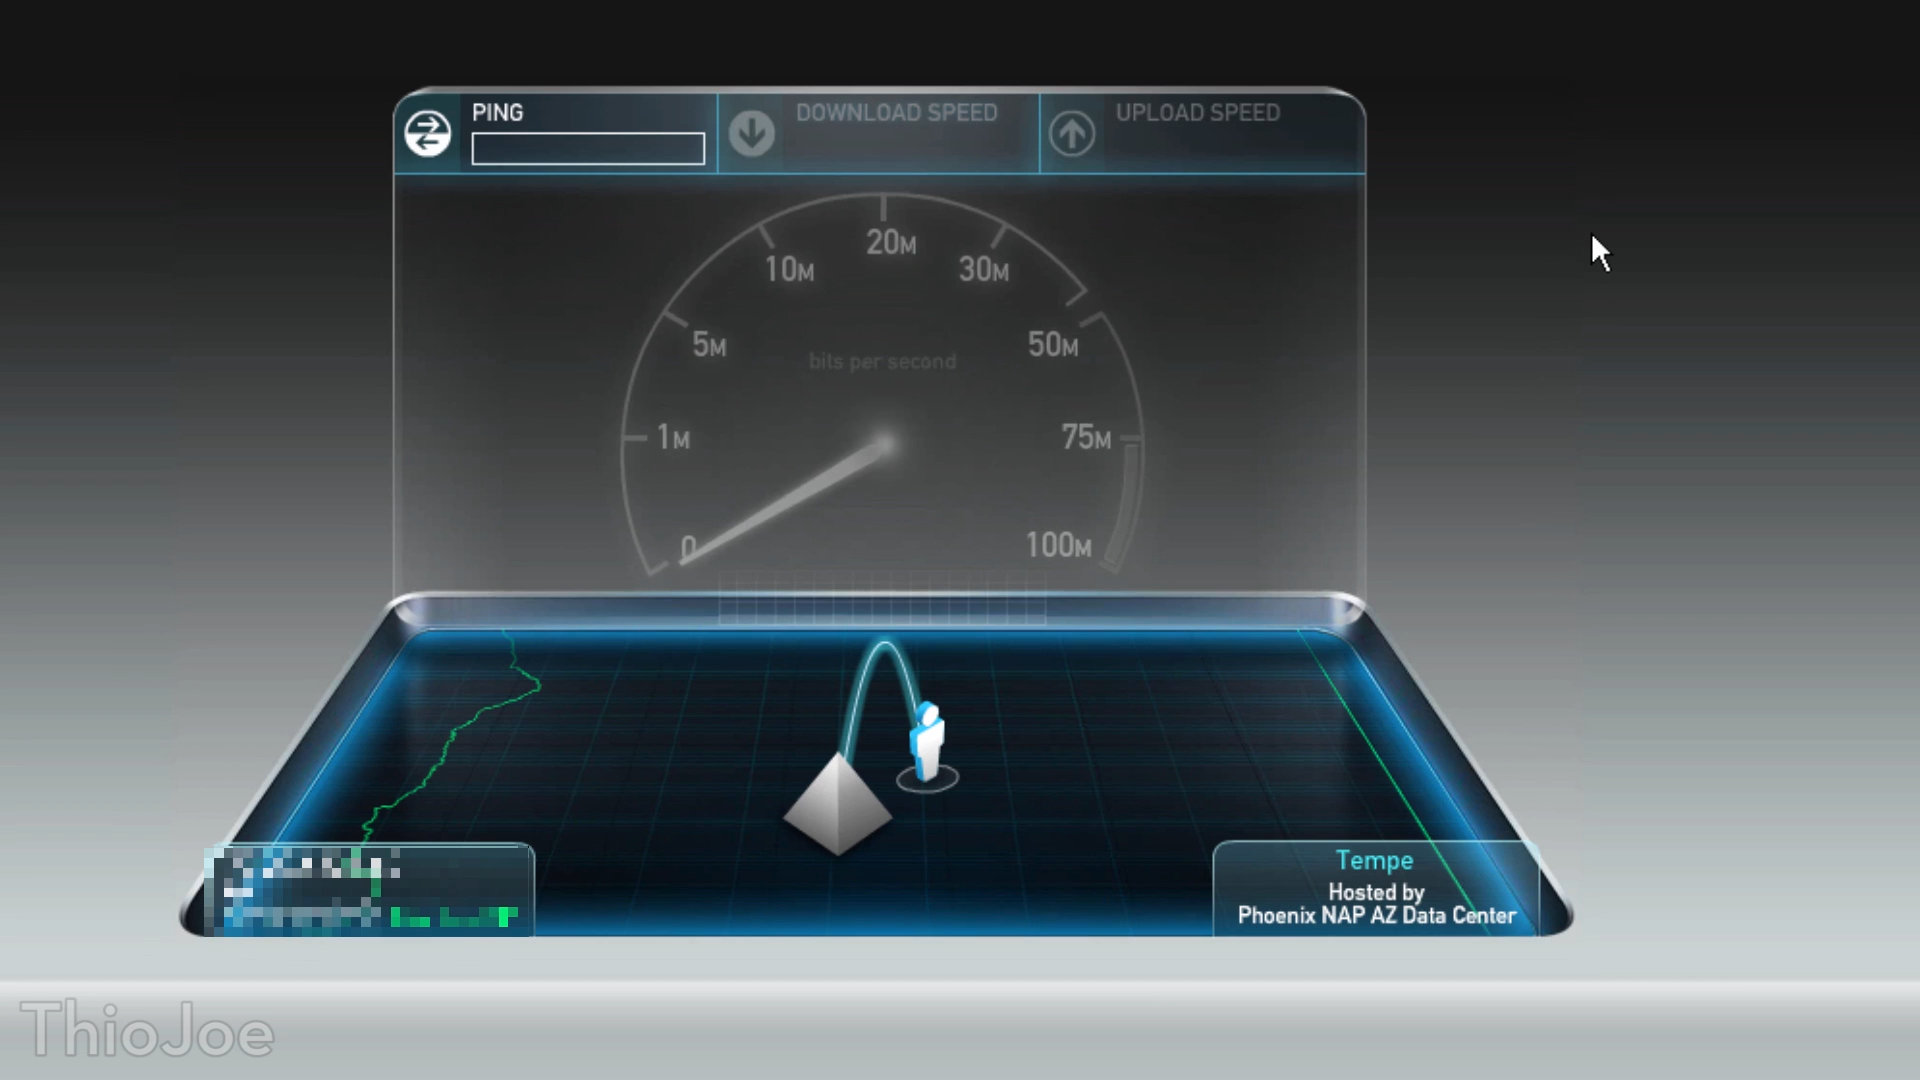 PING
DOWNLOAD SPEED
UPLOAD SPEED
20M
10M
30M
5M
50M
bits per second
1M
75M
0
100M
Tempe
Hosted by
Phoenix NAP AZ Data Center
ThioJoe